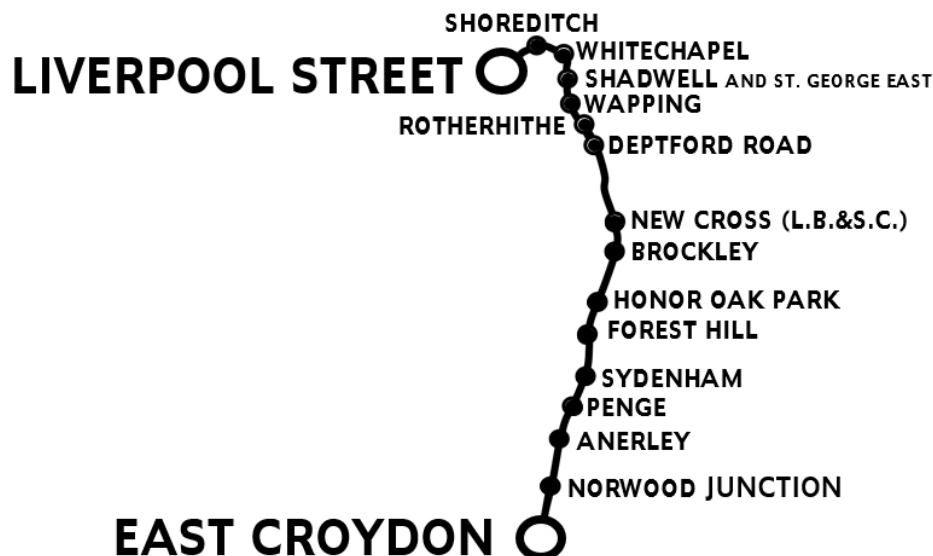 SHOREDITCH
WHITECHAPEL
LIVERPOOL STREET
SHADWELL AND ST. GEORGE EAST
WAPPING
ROTHERHITHE
DEPTFORD ROAD
NEW CROSS (L.B.&S.C.)
BROCKLEY
HONOR OAK PARK
FOREST HILL
SYDENHAM
PENGE
ANERLEY
NORWOOD JUNCTION
EAST CROYDON